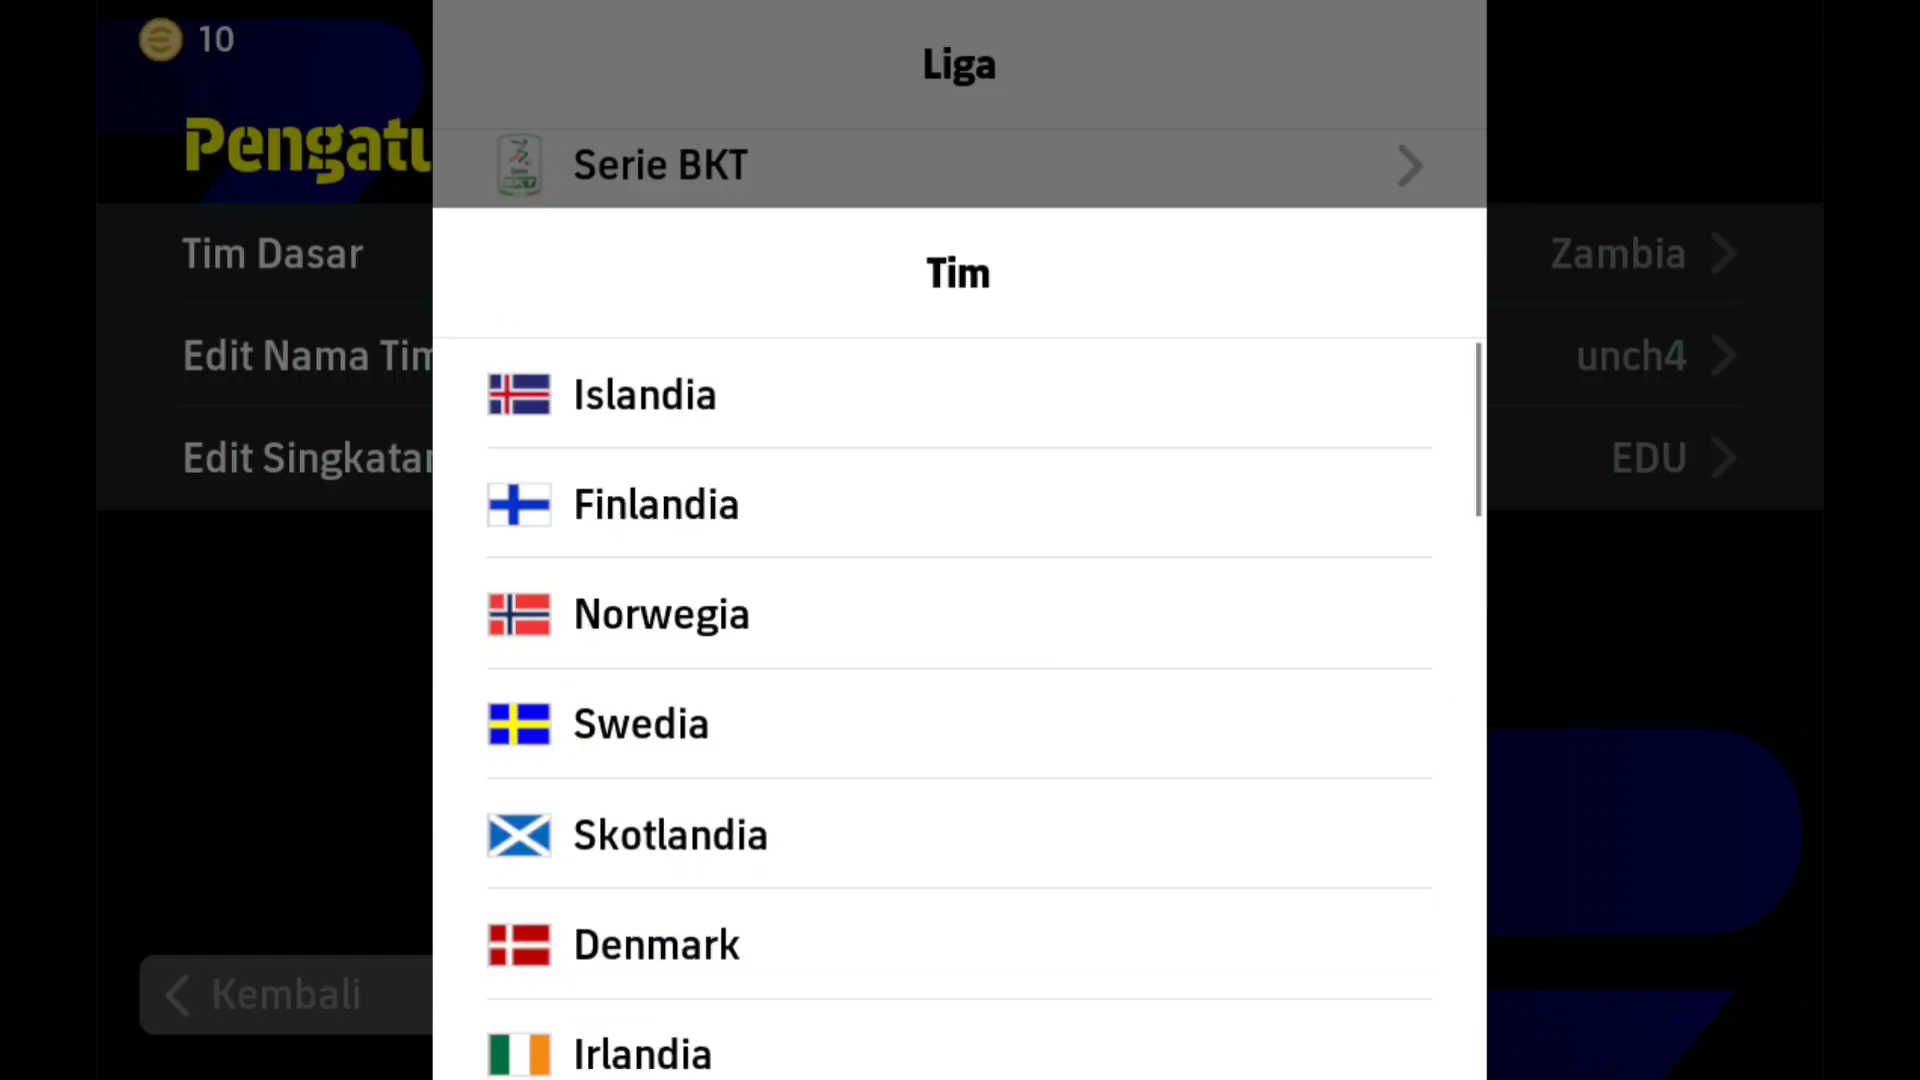 10
Liga
Pengatu
Serie BKT
Tim Dasar
Zambia
Edit Nama Tim
unch4
Edit Singkatan
EDU
Tim
Islandia
Finlandia
Norwegia
Swedia
Skotlandia
Denmark
Irlandia
Kembali